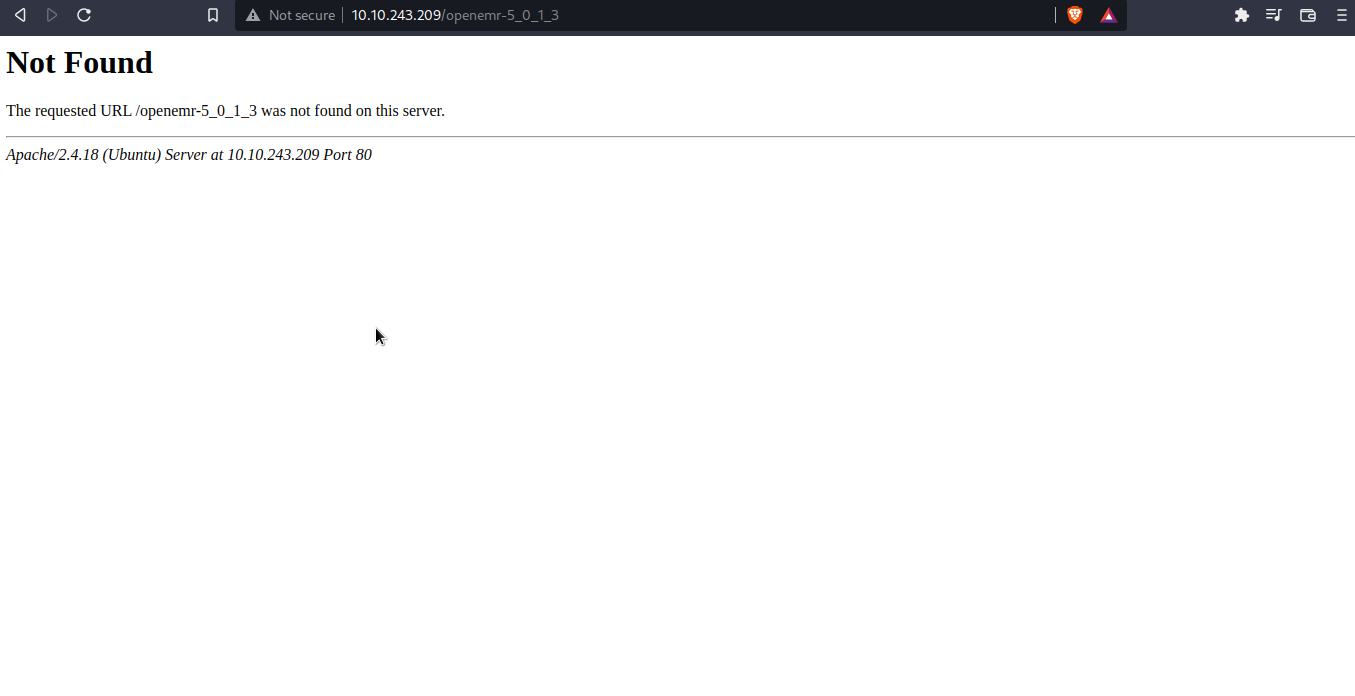 Not secure 10.10.243.209/openemr-5_0_1_3
Not Found
The requested URL /openemr-5_0_1_3 was not found on this server.
Apache/2.4.18 (Ubuntu) Server at 10.10.243.209 Port 80